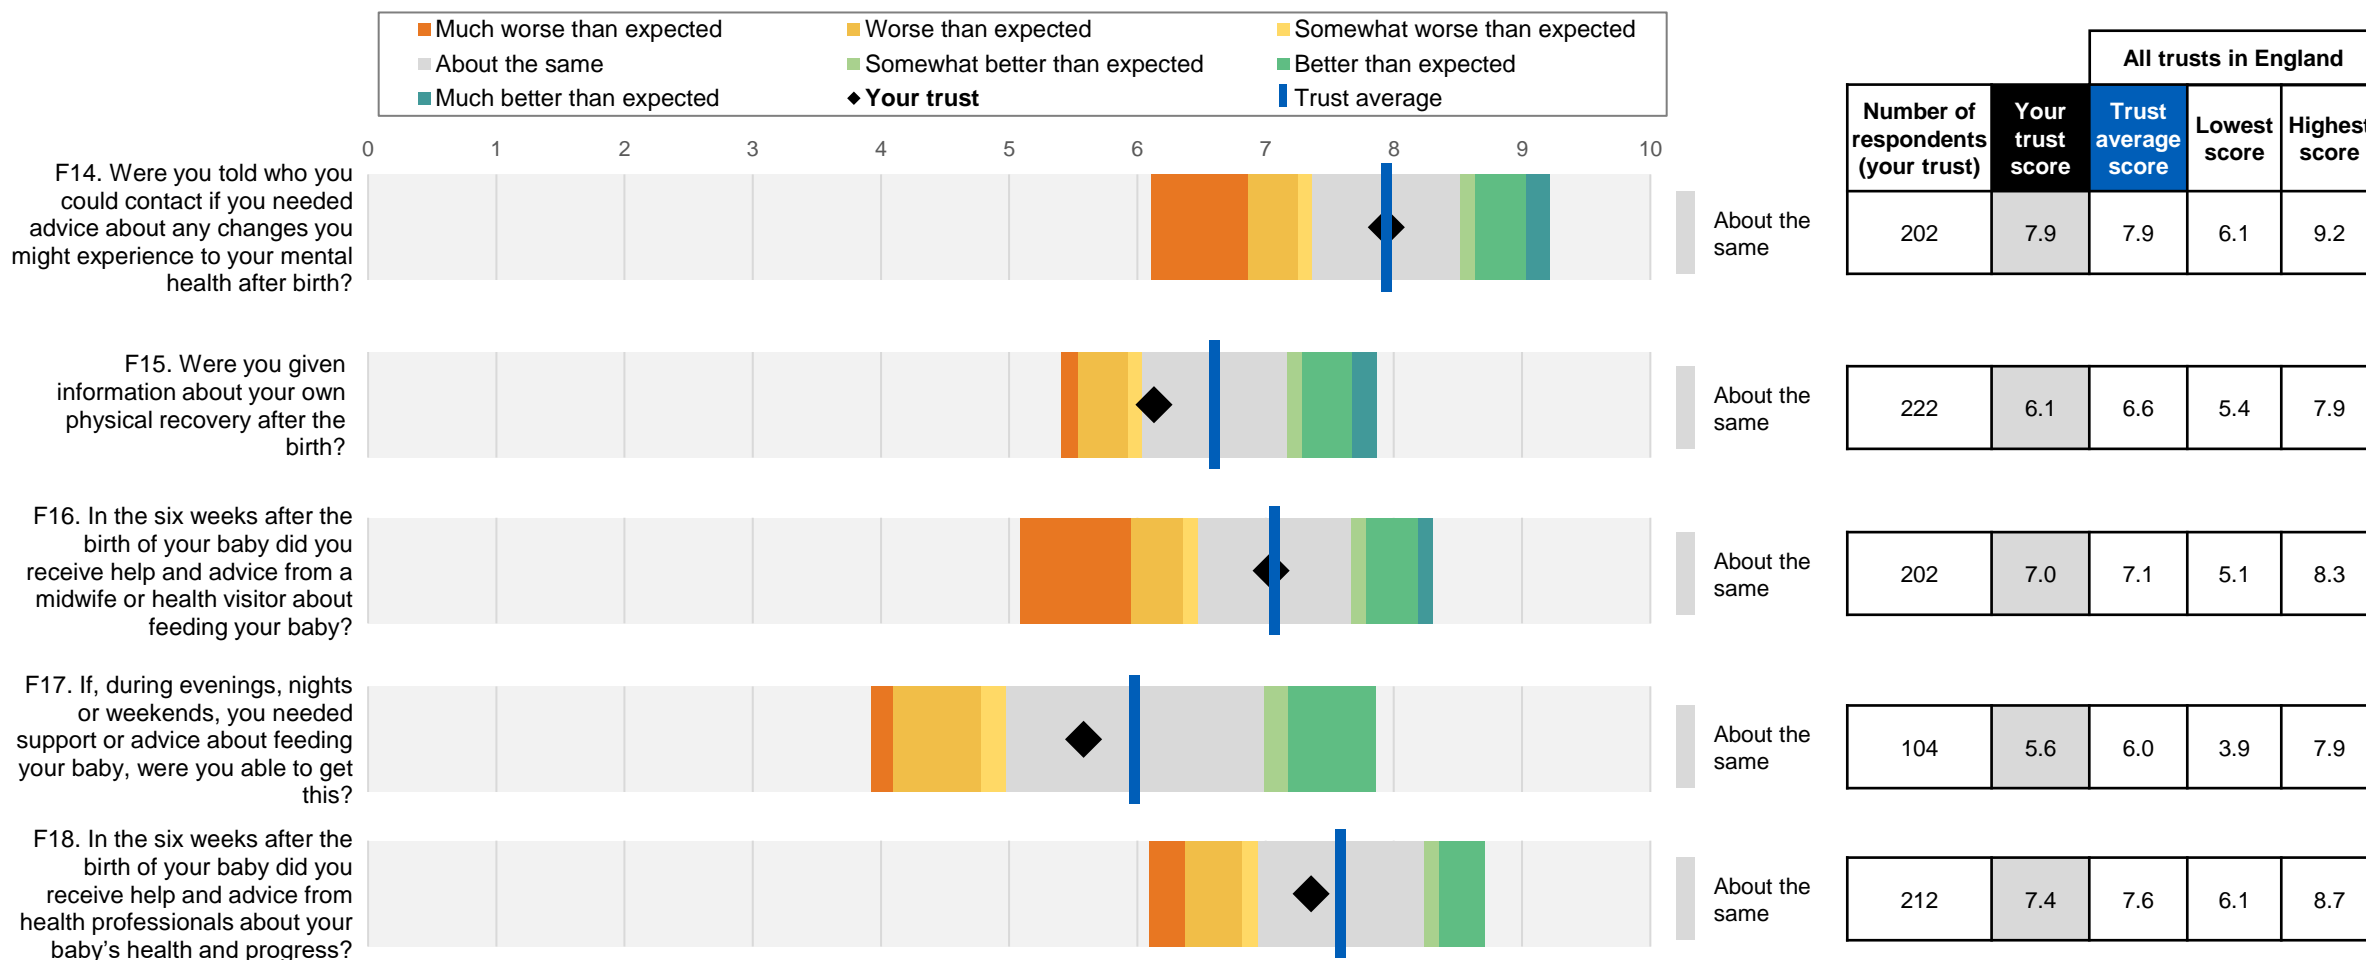 Much worse than expected
Worse than expected
Somewhat worse than expected
About the same
Somewhat better than expected
Better than expected
Much better than expected
Your trust
Trust average
All trusts in England
Number of
respondents
(your trust)
Your
trust
score
Trust
average
score
Lowest
score
Highest
score
0 1 2 3 4 5 6 7 8 9 10
F14. Were you told who you
could contact if you needed
advice about any changes you
might experience to your mental
health after birth?
About the
same
202 7.9 7.9 6.1 9.2
F15. Were you given
information about your own
physical recovery after the
birth?
About the
same
222 6.1 6.6 5.4 7.9
F16. In the six weeks after the
birth of your baby did you
receive help and advice from a
midwife or health visitor about
feeding your baby?
About the
same
202 7.0 7.1 5.1 8.3
F17. If, during evenings, nights
or weekends, you needed
support or advice about feeding
your baby, were you able to get
this?
About the
same
104 5.6 6.0 3.9 7.9
F18. In the six weeks after the
birth of your baby did you
receive help and advice from
health professionals about your
baby’s health and progress?
About the
same
212 7.4 7.6 6.1 8.7